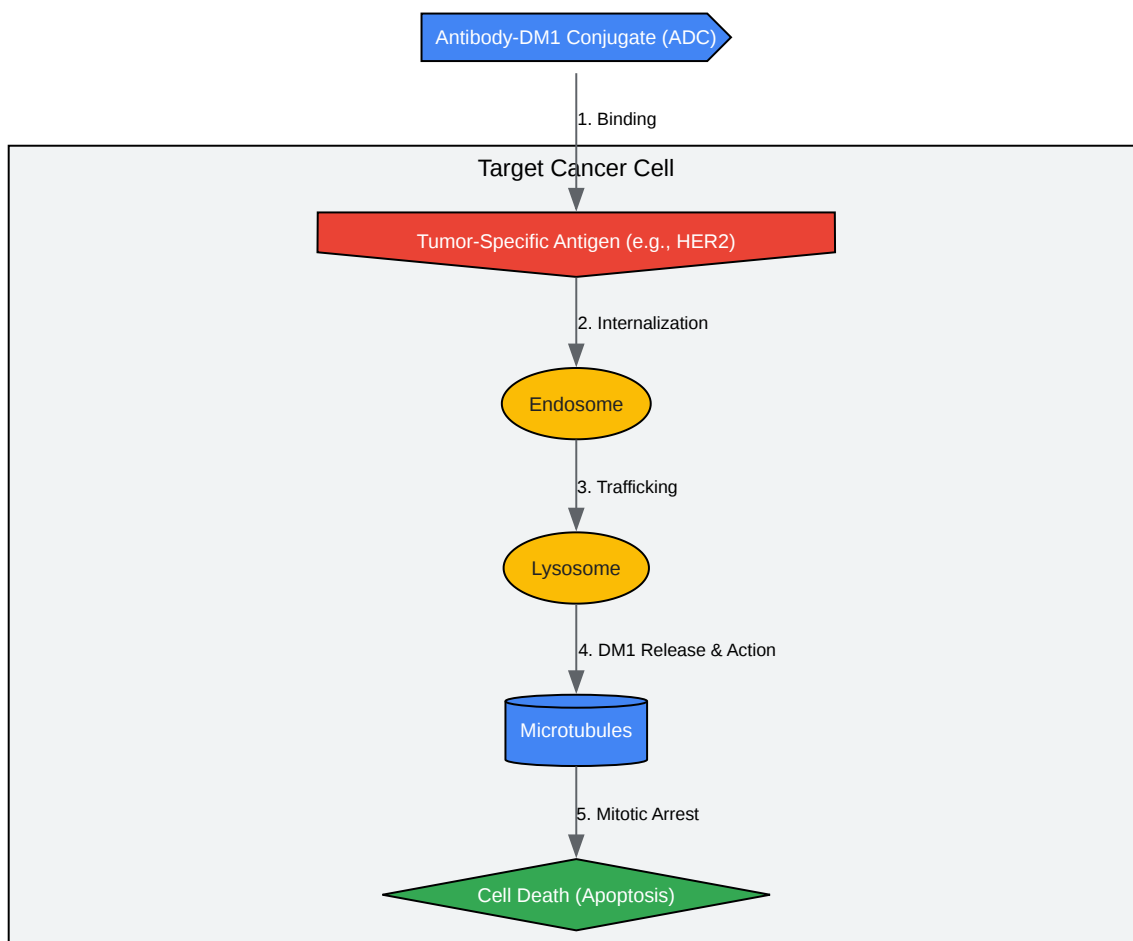 Antibody-DM1 Conjugate (ADC)
1. Binding
Target Cancer Cell
Tumor-Specific Antigen (e.g., HER2)
2. Internalization
Endosome
3. Trafficking
Lysosome
4. DM1 Release & Action
Microtubules
5. Mitotic Arrest
Cell Death (Apoptosis)